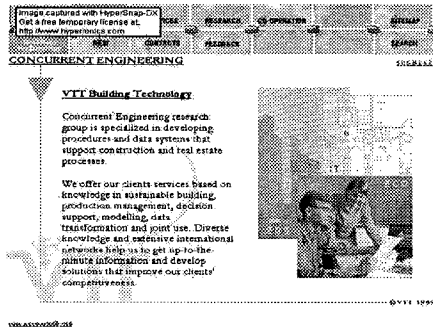 Image captured with HyperSnap-DX
Get a free temporary license at:
http://www.hyperionics.com
RESEARCH
CO-OPERATION
SITEMAP
NEW
CONTACTS
FEEDBACK
SEARCH
CONCURRENT ENGINEERING
VTT Building Technology
Concurrent Engineering research
group is specialized in developing
procedures and data systems that
support construction and real estate
processes.
We offer our clients services based on
knowledge in sustainable building,
production management, decision
support, modelling, data
transformation and joint use. Diverse
knowledge and extensive international
networks help us to get up-to-the-
minute information and develop
solutions that improve our clients'
competitiveness.